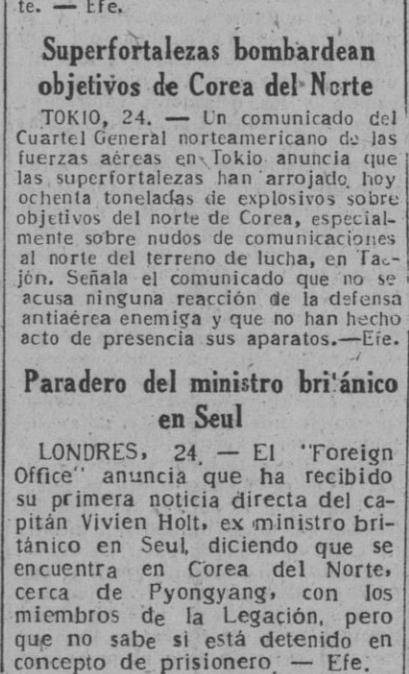 te. — Efe.
Superfortalezas bombardean
objetivos de Corea del Norte
TOKIO, 24. — Un comunicado del
Cuartel General norteamericano de las
fuerzas aéreas en Tokio anuncia que
las superfortalezas han arrojado hoy
ochenta toneladas de explosivos sobre
objetivos del norte de Corea, especial-
mente sobre nudos de comunicaciones
al norte del terreno de lucha, en Tae-
jón. Señala el comunicado que no se
acusa ninguna reacción de la defensa
antiaérea enemiga y que no han hecho
acto de presencia sus aparatos.—Efe.
Paradero del ministro británico
en Seul
LONDRES, 24. — El "Foreign
Office" anuncia que ha recibido
su primera noticia directa del ca-
pitán Vivien Holt, ex ministro bri-
tánico en Seul, diciendo que se
encuentra en Corea del Norte,
cerca de Pyongyang, con los
miembros de la Legación, pero
que no sabe si está detenido en
concepto de prisionero. — Efe.